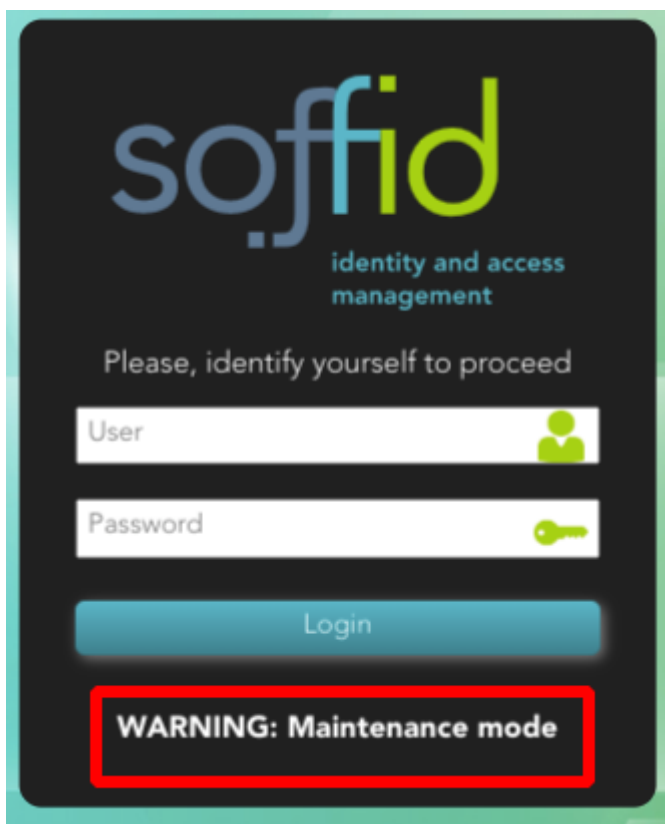 soffid
identity and access
management
Please, identify yourself to proceed
User
Password
Login
WARNING: Maintenance mode